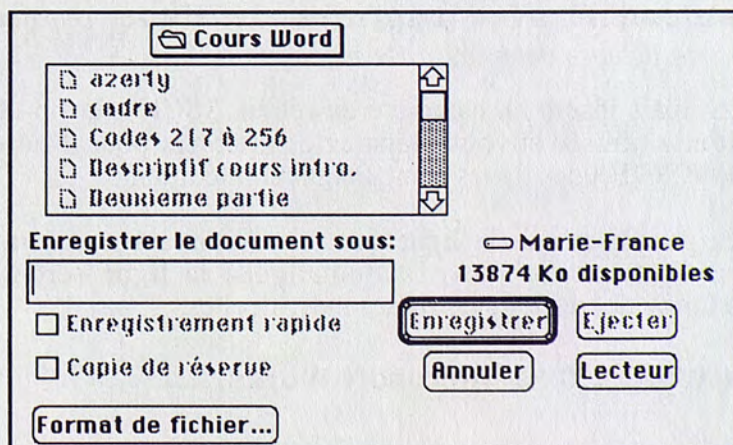 Cours Word
azerty
cadre
Codes 217 à 256
Descriptif cours intro.
Deuxieme partie
Enregistrer le document sous:
Marie-France
13874 Ko disponibles
Enregistrement rapide
Enregistrer
Ejecter
Copie de réserve
Annuler
Lecteur
Format de fichier...